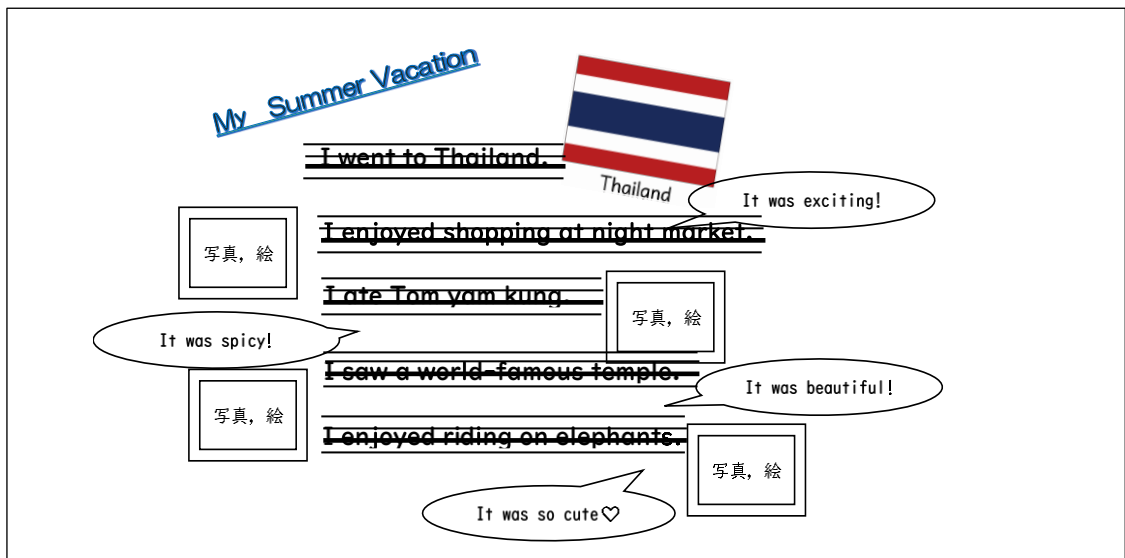 My Summer Vacation
I went to Thailand.
Thailand
It was exciting!
I enjoyed shopping at night market.
写真，絵
I ate Tom yam kung.
写真，絵
It was spicy!
I saw a world-famous temple.
It was beautiful!
写真，絵
I enjoyed riding on elephants.
写真，絵
It was so cute♡